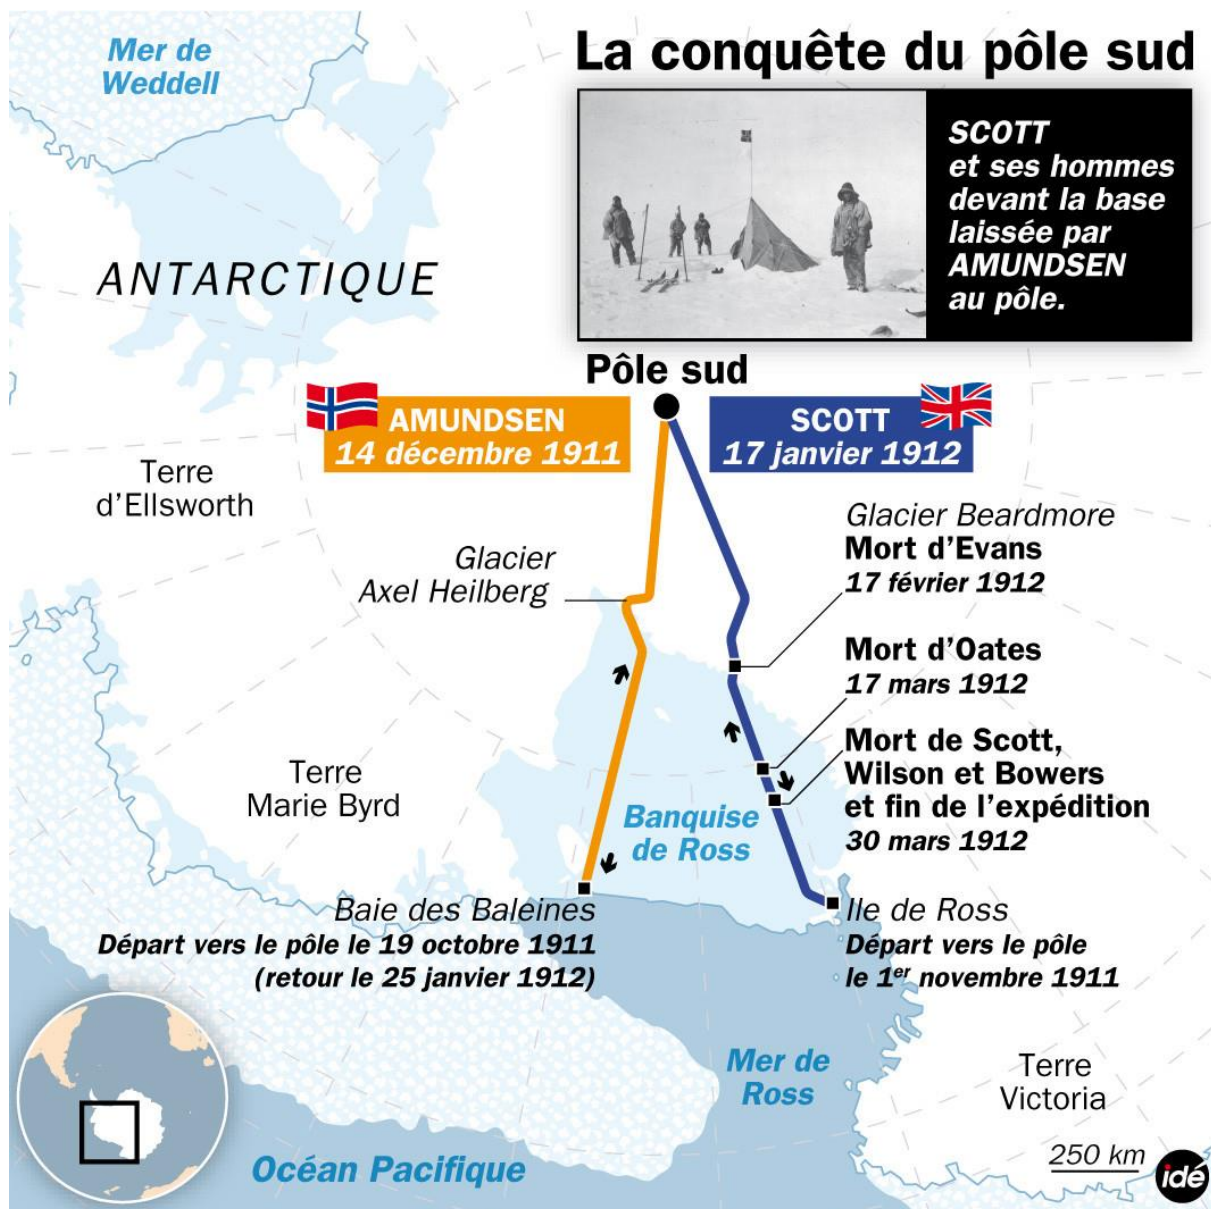 La conquête du pôle sud
Mer de
Weddell
SCOTT
et ses hommes
devant la base
laissée par
AMUNDSEN
au pôle.
ANTARCTIQUE
Pôle sud
AMUNDSEN
14 décembre 1911
SCOTT
17 janvier 1912
Terre
d'Ellsworth
Glacier Beardmore
Mort d'Evans
17 février 1912
Glacier
Axel Heilberg
Mort d'Oates
17 mars 1912
Mort de Scott,
Wilson et Bowers
et fin de l'expédition
30 mars 1912
Terre
Marie Byrd
Banquise
de Ross
Baie des Baleines
Départ vers le pôle le 19 octobre 1911
(retour le 25 janvier 1912)
Ile de Ross
Départ vers le pôle
le 1er novembre 1911
Mer de
Ross
Terre
Victoria
Océan Pacifique
250 km
idé